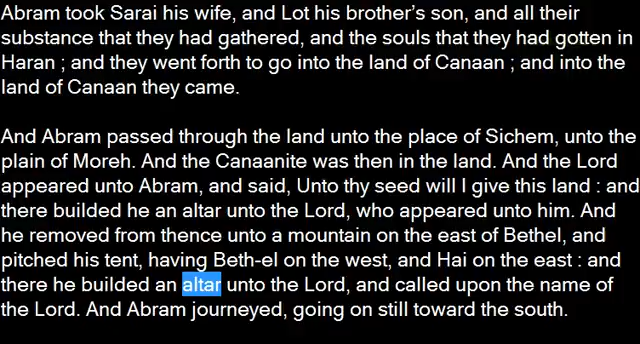 Abram took Sarai his wife, and Lot his brother’s son, and all their
substance that they had gathered, and the souls that they had gotten in
Haran ; and they went forth to go into the land of Canaan ; and into the
land of Canaan they came.
And Abram passed through the land unto the place of Sichem, unto the
plain of Moreh. And the Canaanite was then in the land. And the Lord
appeared unto Abram, and said, Unto thy seed will I give this land : and
there builded he an altar unto the Lord, who appeared unto him. And
he removed from thence unto a mountain on the east of Bethel, and
pitched his tent, having Beth-el on the west, and Hai on the east : and
there he builded an altar unto the Lord, and called upon the name of
the Lord. And Abram journeyed, going on still toward the south.